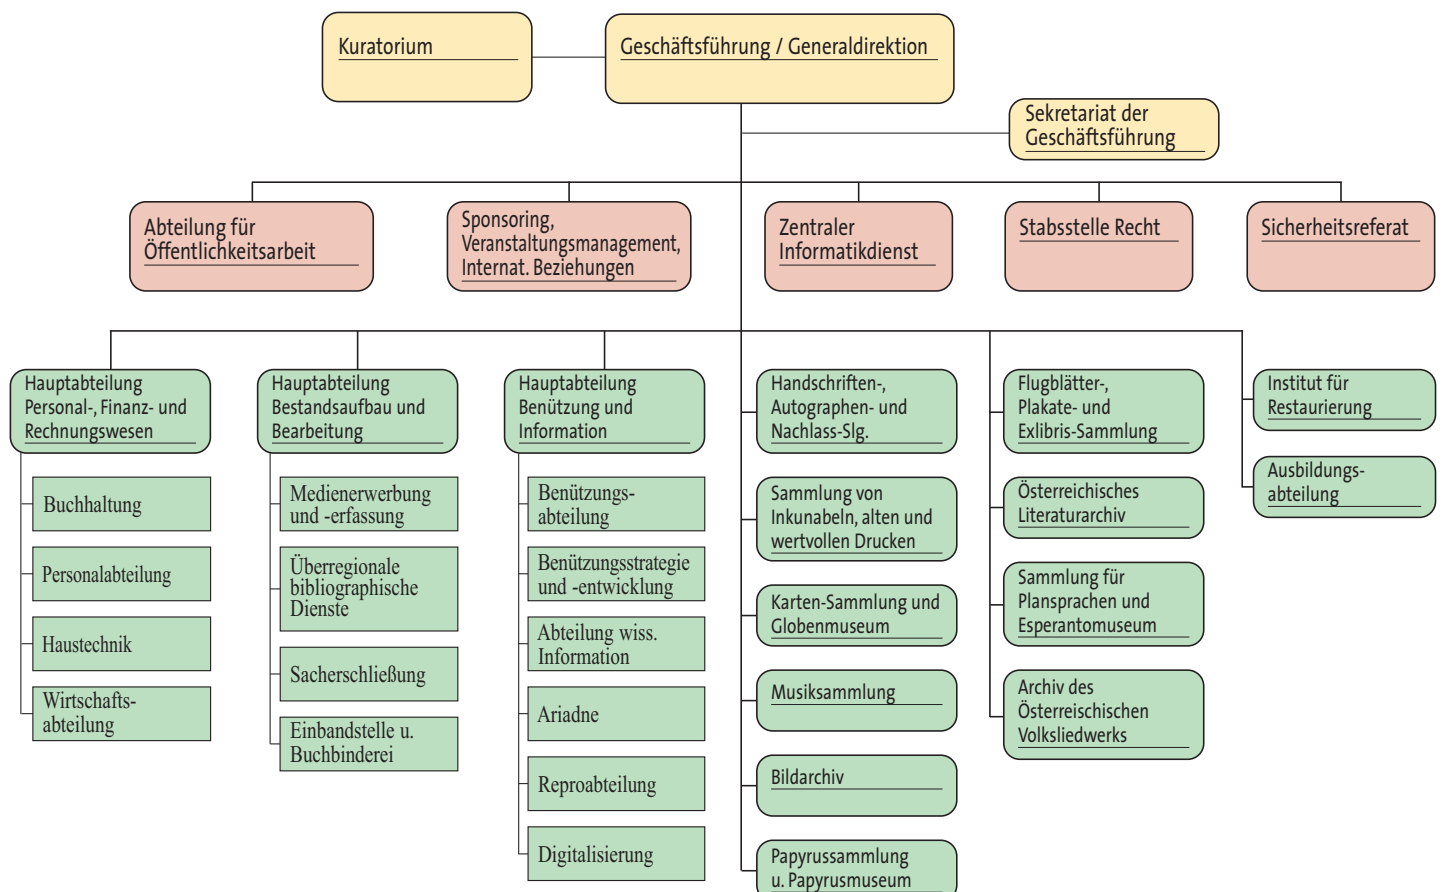 Kuratorium
Geschäftsführung / Generaldirektion
Sekretariat der
Geschäftsführung
Abteilung für
Öffentlichkeitsarbeit
Sponsoring,
Veranstaltungsmanagement,
Internat. Beziehungen
Zentraler
Informatikdienst
Stabsstelle Recht
Sicherheitsreferat
Hauptabteilung
Personal-, Finanz- und
Rechnungswesen
Buchhaltung
Personalabteilung
Haustechnik
Wirtschafts-
abteilung
Hauptabteilung
Bestandsaufbau und
Bearbeitung
Medienerwerbung
und -erfassung
Überregionale
bibliographische
Dienste
Sacherschließung
Einbandstelle u.
Buchbinderei
Hauptabteilung
Benützung und
Information
Benützungs-
abteilung
Benützungsstrategie
und -entwicklung
Abteilung wiss.
Information
Ariadne
Reproabteilung
Digitalisierung
Handschriften-,
Autographen- und
Nachlass-Slg.
Sammlung von
Inkunabeln, alten und
wertvollen Drucken
Karten-Sammlung und
Globenmuseum
Musiksammlung
Bildarchiv
Papyrussammlung
u. Papyrusmuseum
Flugblätter-,
Plakate- und
Exlibris-Sammlung
Österreichisches
Literaturarchiv
Sammlung für
Plansprachen und
Esperantomuseum
Archiv des
Österreischischen
Volksliedwerks
Institut für
Restaurierung
Ausbildungs-
abteilung